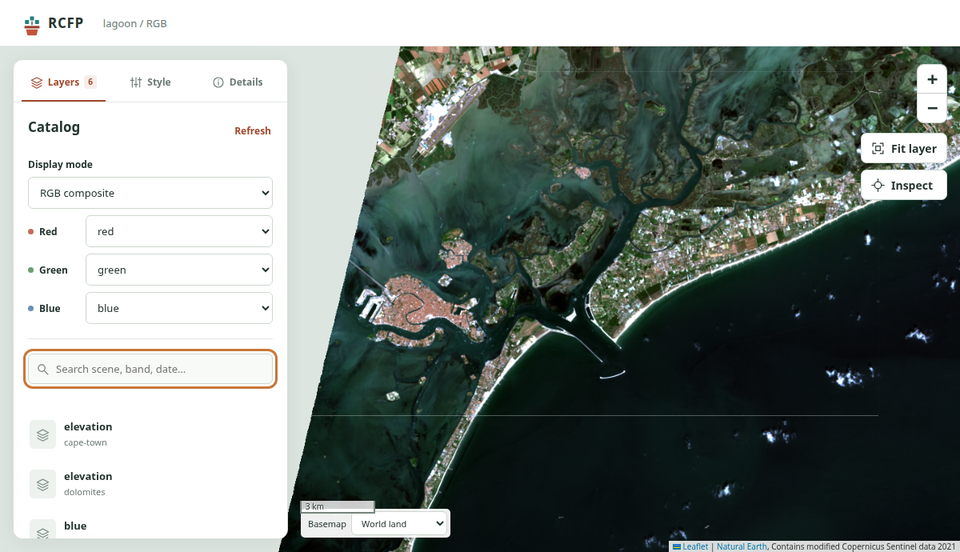 RCFP
lagoon / RGB
Layers 6
Style
Details
Catalog
Refresh
Display mode
RGB composite
Red
red
Green
green
Blue
blue
Search scene, band, date...
elevation
cape-town
elevation
dolomites
blue
+
−
Fit layer
Inspect
3 km
Basemap
World land
Leaflet | Natural Earth, Contains modified Copernicus Sentinel data 2021